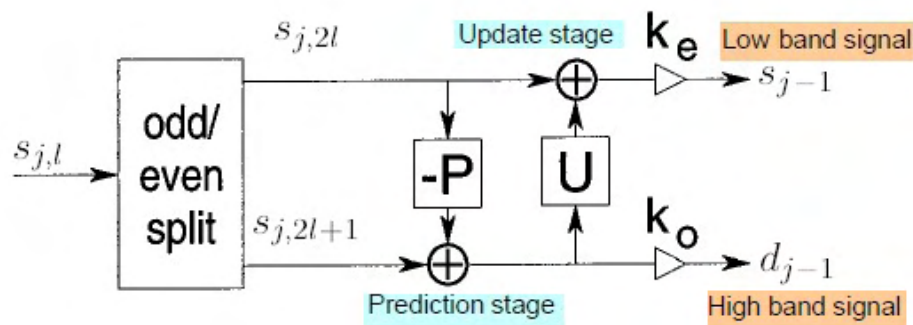 s_{j,2l}
Update stage
k_e
Low band signal
s_{j,l}
odd/
even
split
-P
U
s_{j-1}
s_{j,2l+1}
k_o
d_{j-1}
Prediction stage
High band signal